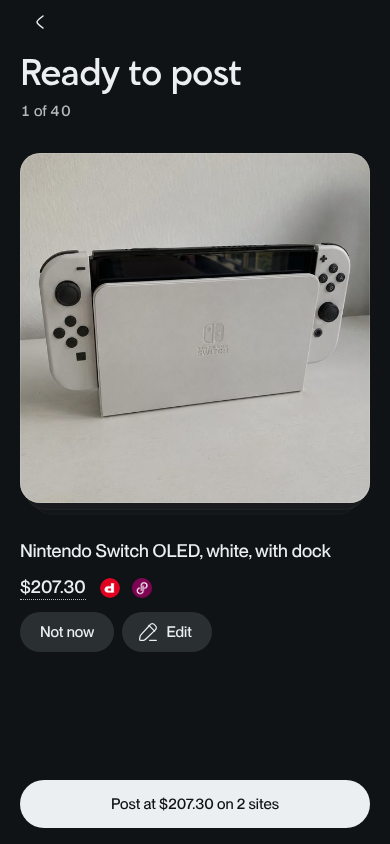 Ready to post
1 of 40
Nintendo Switch OLED, white, with dock
$207.30
Not now
Edit
Post at $207.30 on 2 sites